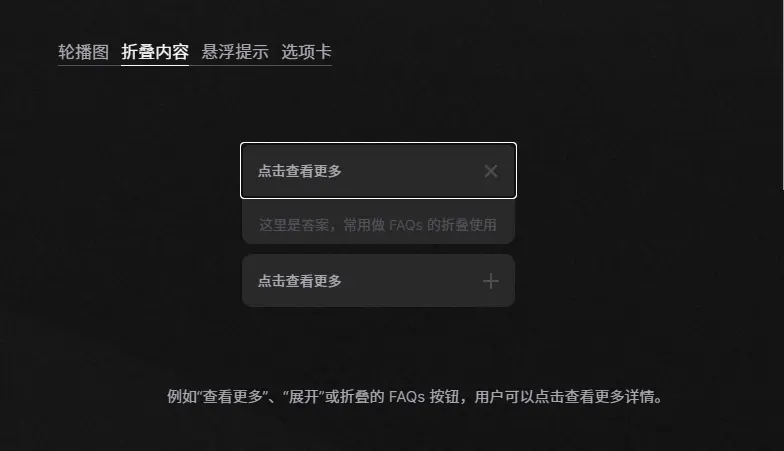 轮播图 折叠内容 悬浮提示 选项卡
点击查看更多
这里是答案，常用做 FAQs 的折叠使用
点击查看更多
例如“查看更多”、“展开”或折叠的 FAQs 按钮，用户可以点击查看更多详情。